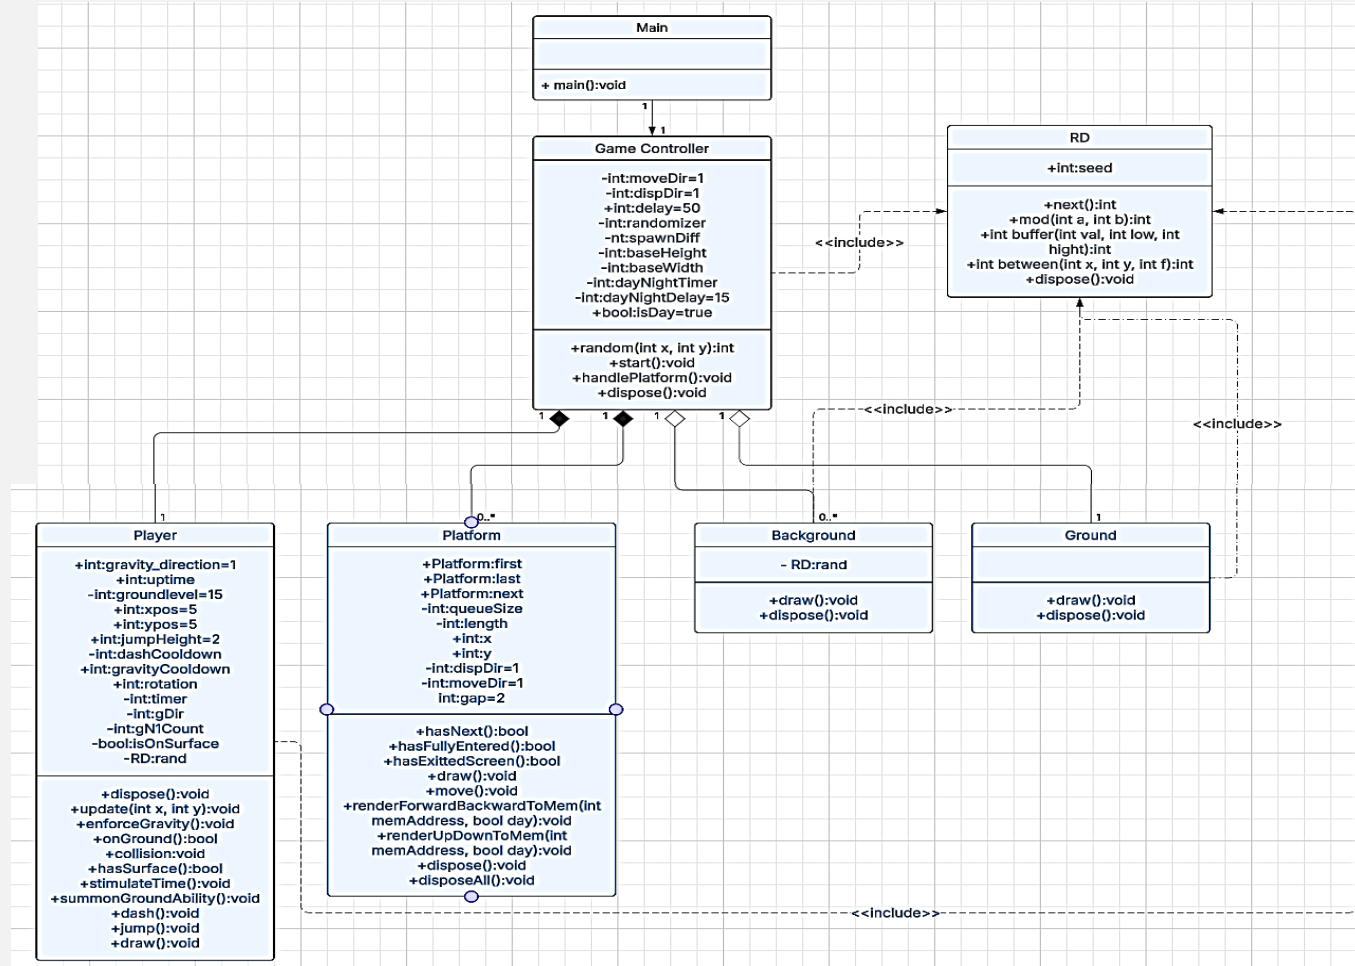 Main
+ main():void
1
1
Game Controller
-int:moveDir=1
-int:dispDir=1
+int:delay=50
-int:randomizer
-nt:spawnDiff
-int:baseHeight
-int:baseWidth
-int:dayNightTimer
-int:dayNightDelay=15
+bool:isDay=true
+random(int x, int y):int
+start():void
+handlePlatform():void
+dispose():void
1
1
1
1
RD
+int:seed
+next():int
+mod(int a, int b):int
+int buffer(int val, int low, int
hight):int
+int between(int x, int y, int f):int
+dispose():void
<<include>>
<<include>>
<<include>>
1
Player
+int:gravity_direction=1
+int:uptime
-int:groundlevel=15
+int:xpos=5
+int:ypos=5
+int:jumpHeight=2
-int:dashCooldown
+int:gravityCooldown
+int:rotation
-int:timer
-int:gDir
-int:gN1Count
-bool:isOnSurface
-RD:rand
+dispose():void
+update(int x, int y):void
+enforceGravity():void
+onGround():bool
+collision:void
+hasSurface():bool
+stimulateTime():void
+summonGroundAbility():void
+dash():void
+jump():void
+draw():void
0..*
Platform
+Platform:first
+Platform:last
+Platform:next
-int:queueSize
-int:length
+int:x
+int:y
-int:dispDir=1
-int:moveDir=1
int:gap=2
+hasNext():bool
+hasFullyEntered():bool
+hasExittedScreen():bool
+draw():void
+move():void
+renderForwardBackwardToMem(int
memAddress, bool day):void
+renderUpDownToMem(int
memAddress, bool day):void
+dispose():void
+disposeAll():void
0..*
Background
- RD:rand
+draw():void
+dispose():void
1
Ground
+draw():void
+dispose():void
<<include>>